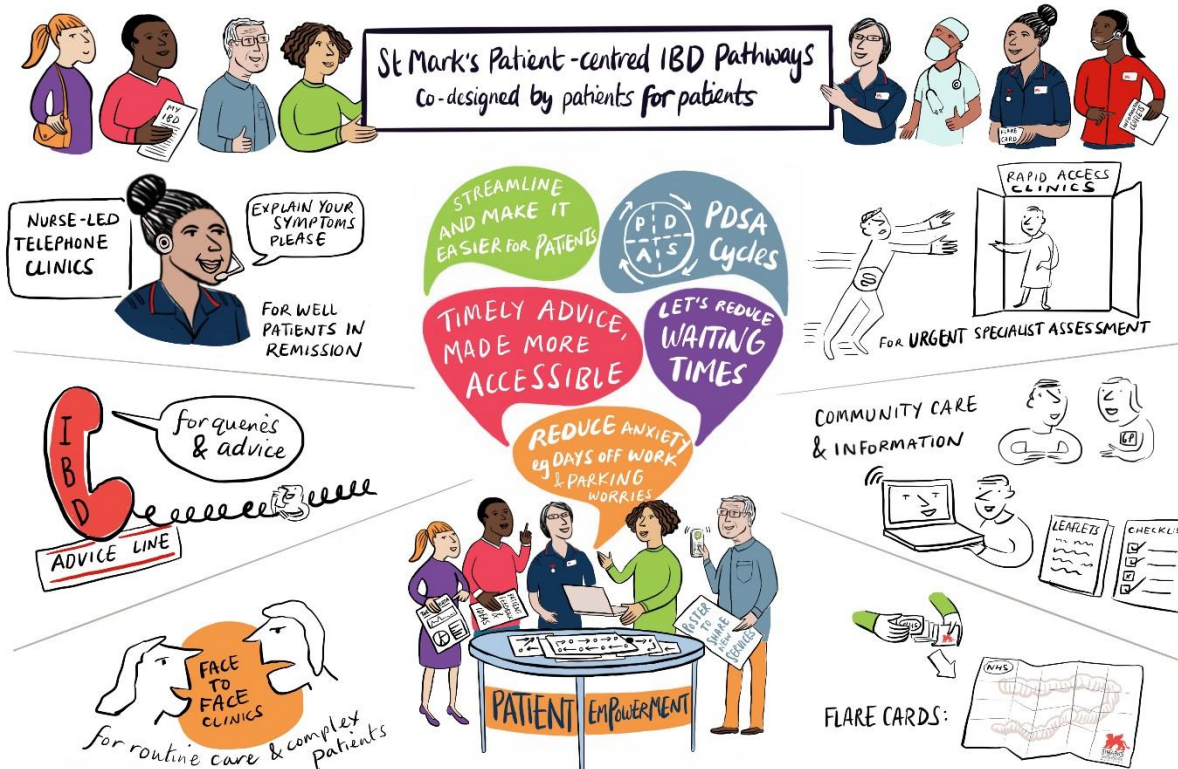 St Mark's Patient-centred IBD Pathways
Co-designed by patients for patients
MY
IBD
FLARE
CARD
INFORMATION
LEAFLETS
NURSE-LED
TELEPHONE
CLINICS
EXPLAIN YOUR
SYMPTOMS
PLEASE
FOR WELL
PATIENTS IN
REMISSION
STREAMLINE
AND MAKE IT
EASIER FOR PATIENTS
P D
A S
PDSA
Cycles
TIMELY ADVICE,
MADE MORE
ACCESSIBLE
LET'S REDUCE
WAITING
TIMES
REDUCE ANXIETY
eg DAYS OFF WORK
& PARKING
WORRIES
RAPID ACCESS
CLINICS
FOR URGENT SPECIALIST ASSESSMENT
I
B
D
for queries
& advice
ADVICE LINE
COMMUNITY CARE
& INFORMATION
GP
LEAFLETS
CHECKLIS
FACE
TO
FACE
CLINICS
for routine care & complex
patients
PATIENT
IDEAS
POSTER
TO
SHARE
NEW
SERVICES
PATIENT EMPOWERMENT
FLARE CARDS:
NHS